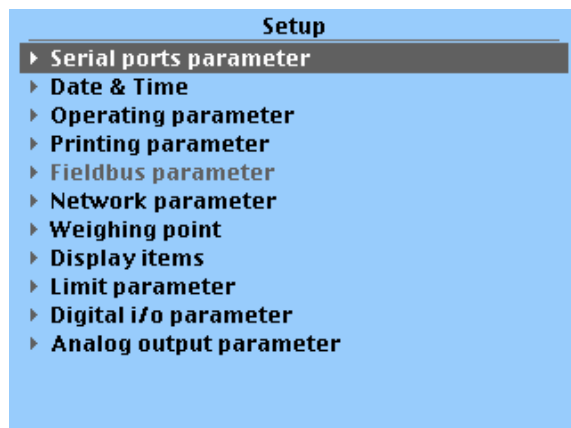 Setup
Serial ports parameter
Date & Time
Operating parameter
Printing parameter
Fieldbus parameter
Network parameter
Weighing point
Display items
Limit parameter
Digital i/o parameter
Analog output parameter